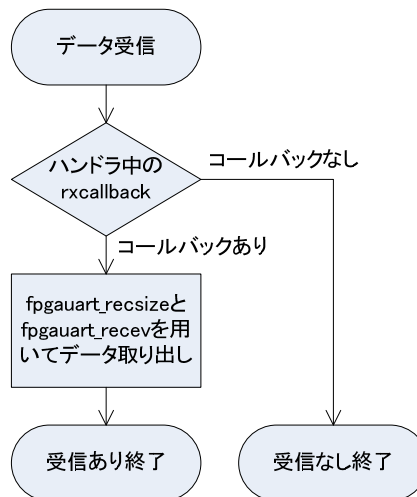 データ受信
ハンドラ中の
rxcallback
コールバックなし
コールバックあり
fpgauart_recsizeと
fpgauart_recevを用
いてデータ取り出し
受信あり終了
受信なし終了